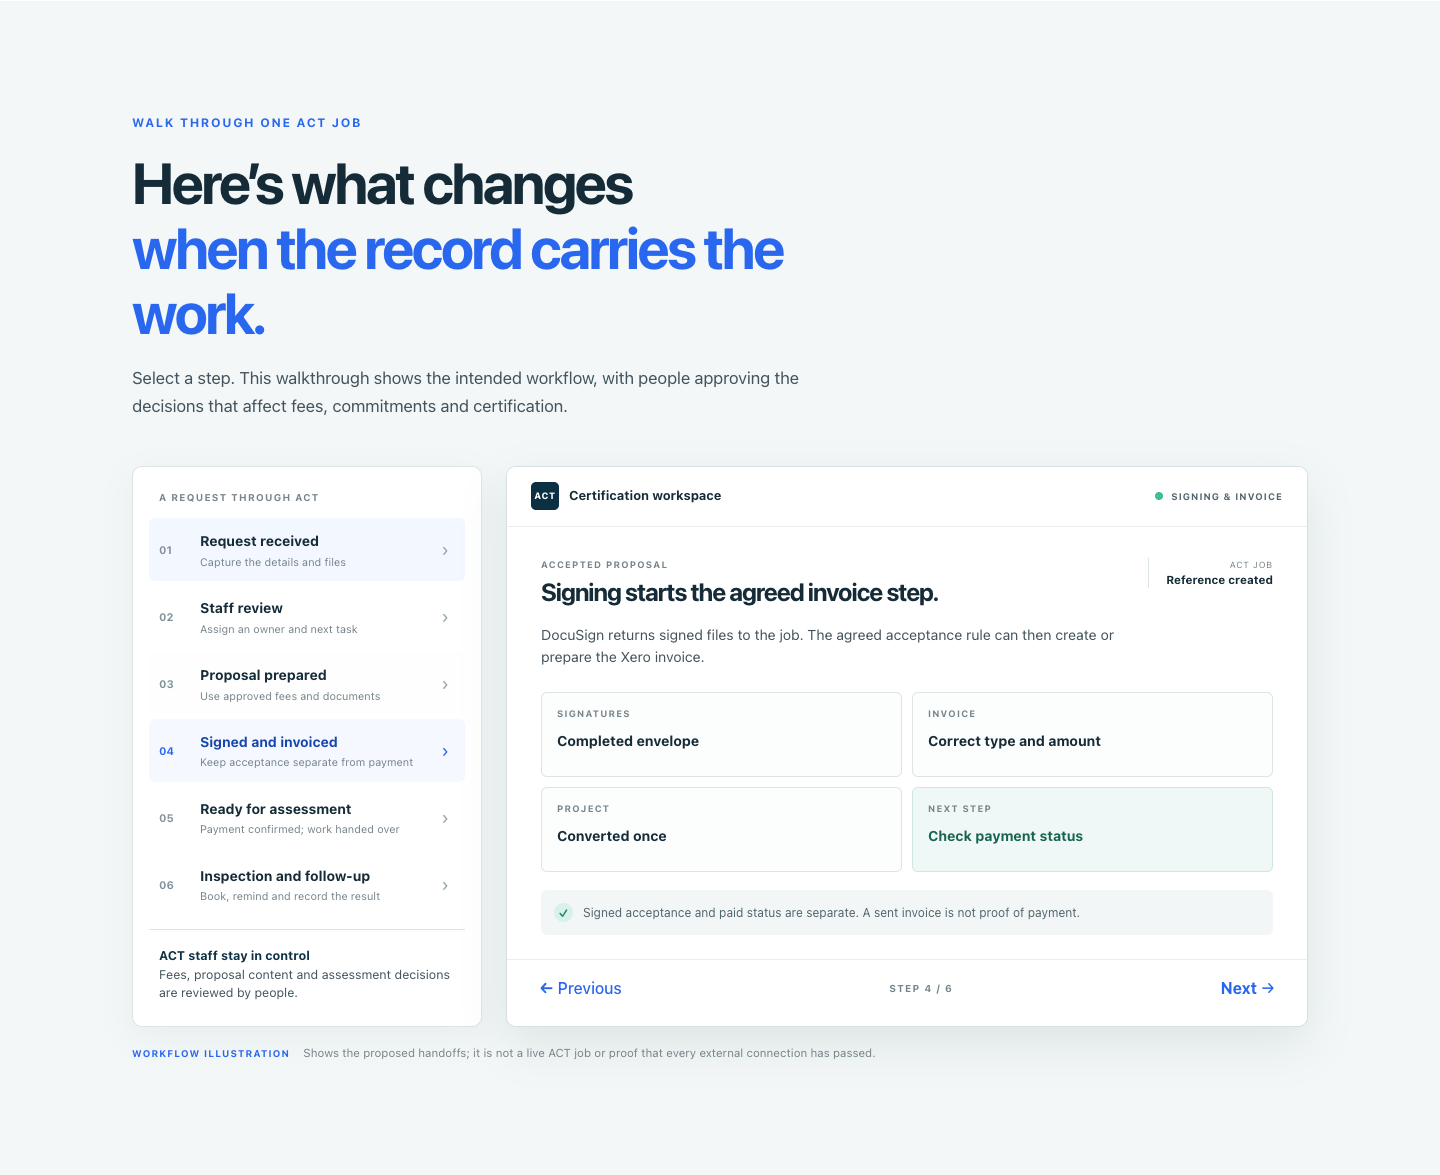 WALK THROUGH ONE ACT JOB
Here’s what changes
when the record carries the
work.
Select a step. This walkthrough shows the intended workflow, with people approving the
decisions that affect fees, commitments and certification.
A REQUEST THROUGH ACT
01
Request received
Capture the details and files
02
Staff review
Assign an owner and next task
03
Proposal prepared
Use approved fees and documents
04
Signed and invoiced
Keep acceptance separate from payment
05
Ready for assessment
Payment confirmed; work handed over
06
Inspection and follow-up
Book, remind and record the result
ACT staff stay in control
Fees, proposal content and assessment decisions
are reviewed by people.
ACT
Certification workspace
SIGNING & INVOICE
ACCEPTED PROPOSAL
Signing starts the agreed invoice step.
ACT JOB
Reference created
DocuSign returns signed files to the job. The agreed acceptance rule can then create or
prepare the Xero invoice.
SIGNATURES
Completed envelope
INVOICE
Correct type and amount
PROJECT
Converted once
NEXT STEP
Check payment status
Signed acceptance and paid status are separate. A sent invoice is not proof of payment.
← Previous
STEP 4 / 6
Next →
WORKFLOW ILLUSTRATION
Shows the proposed handoffs; it is not a live ACT job or proof that every external connection has passed.